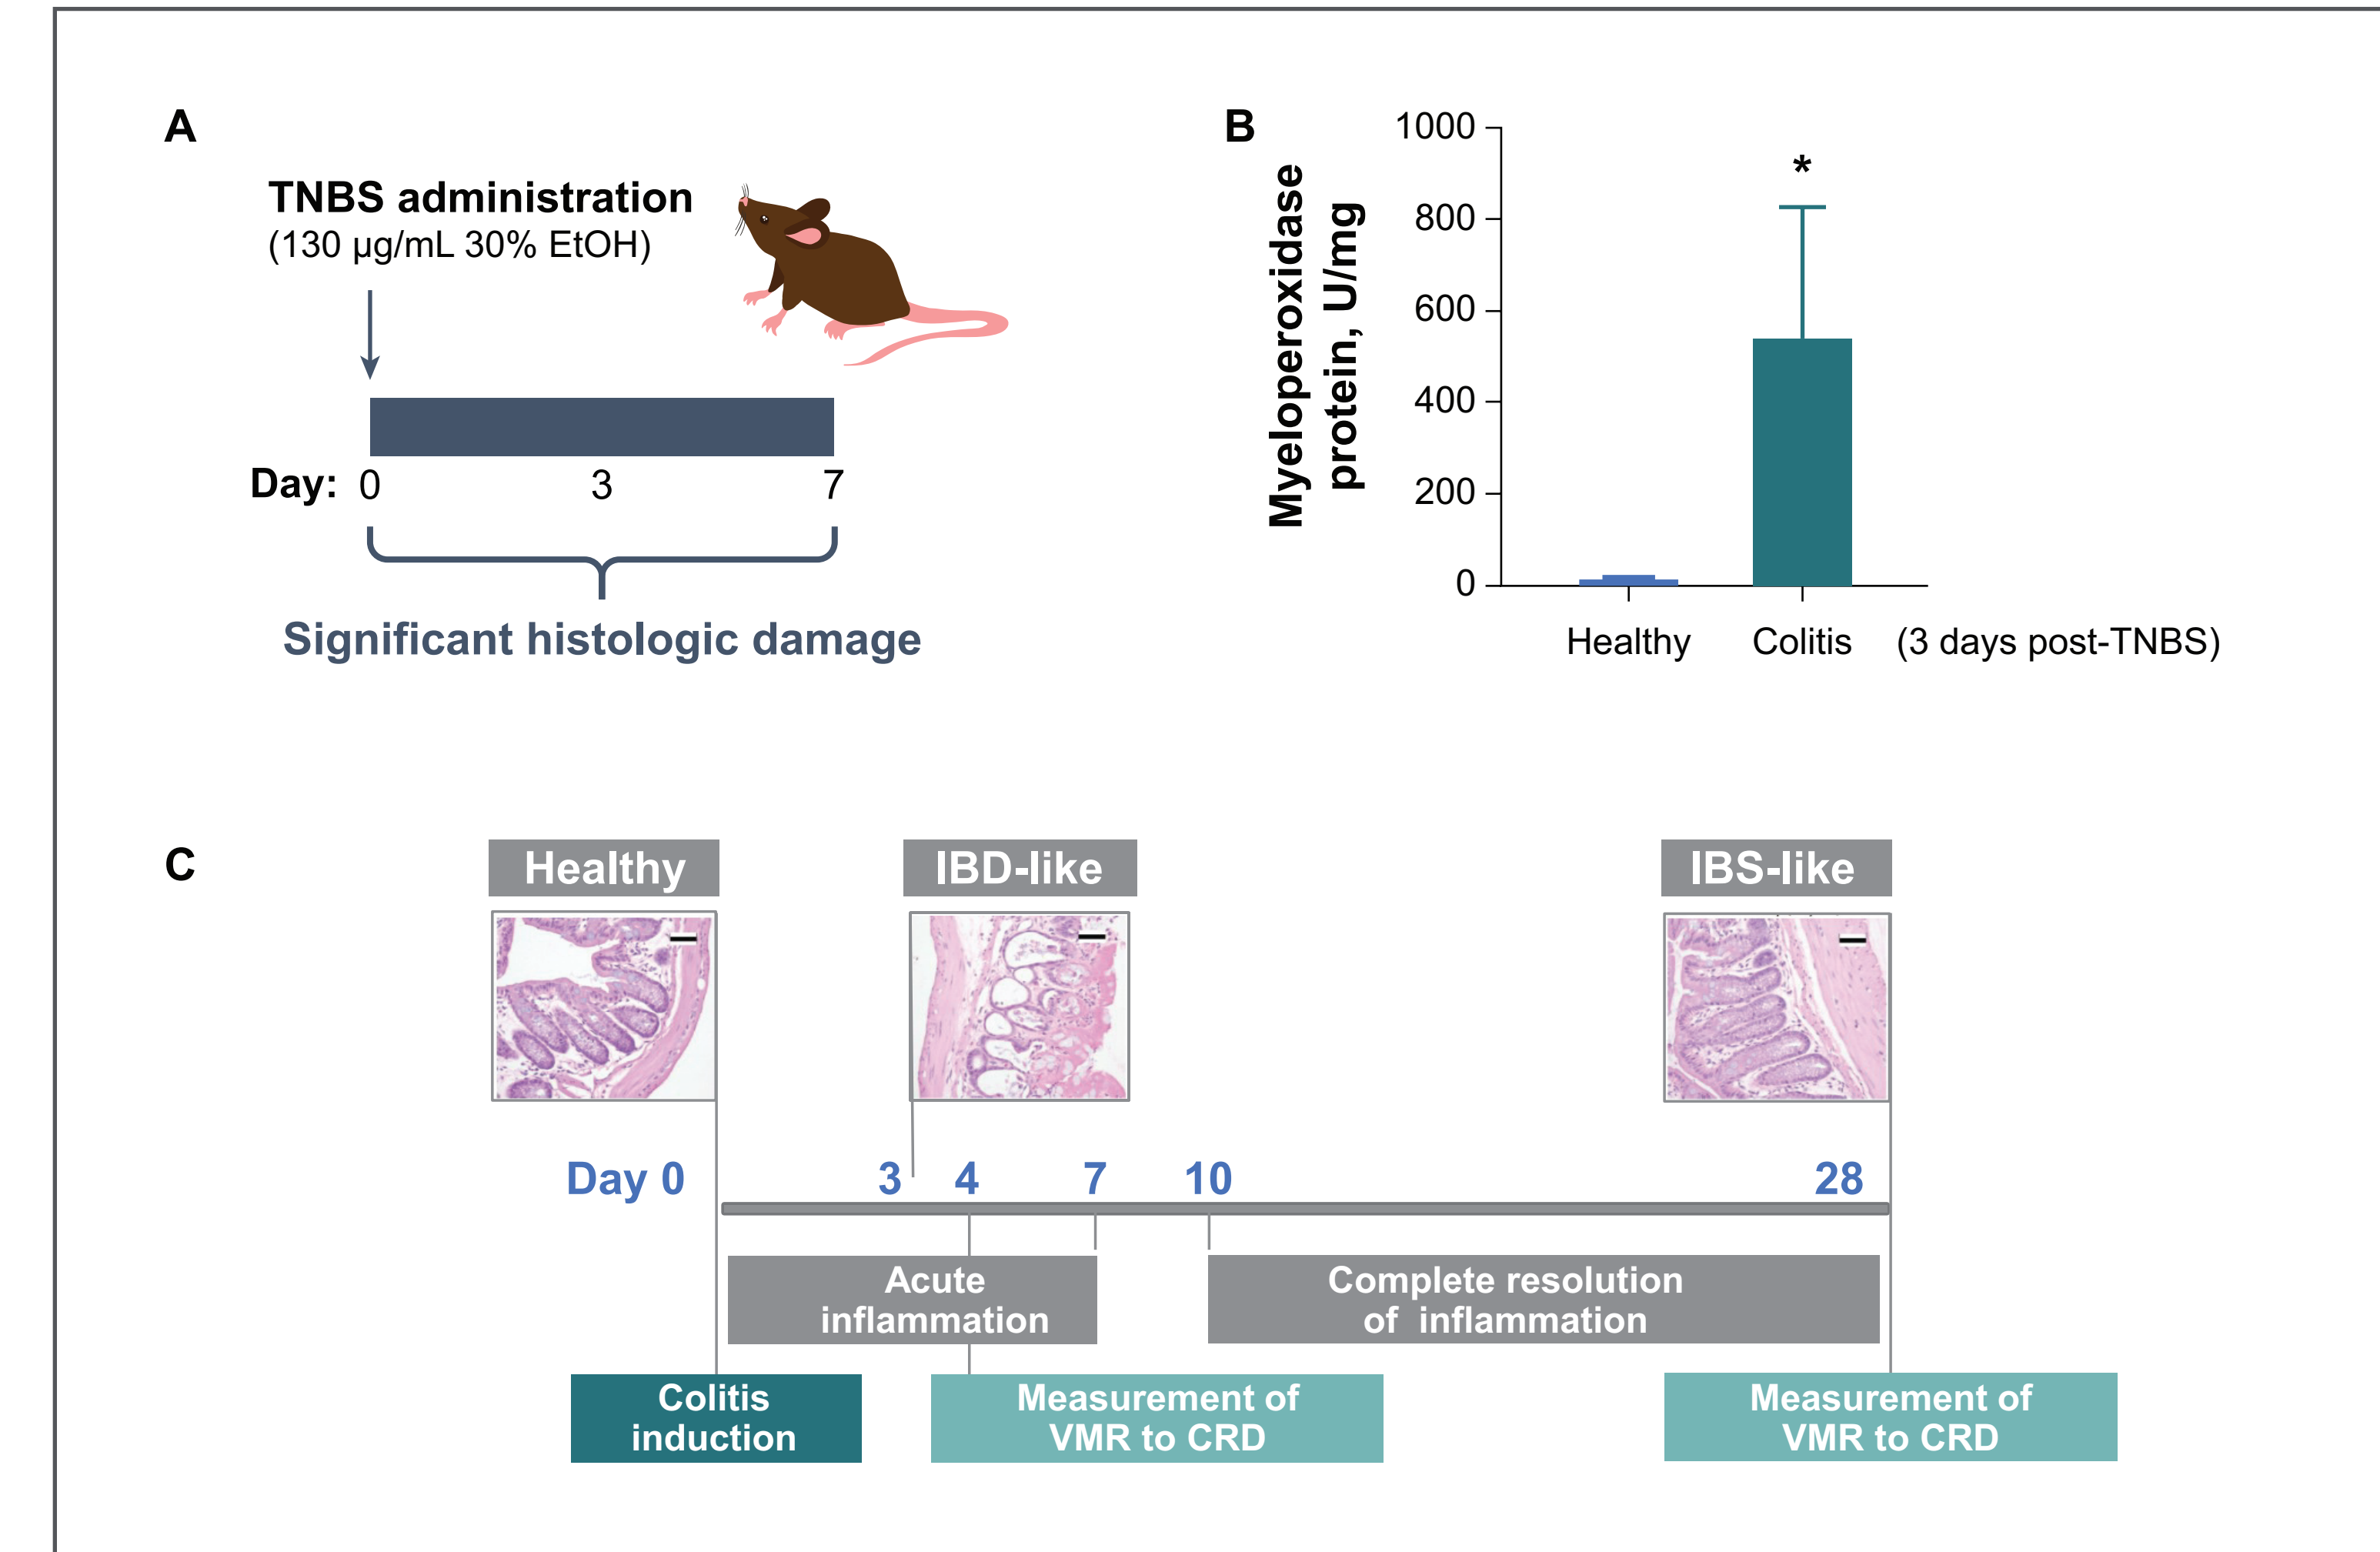 A
TNBS administration
(130 µg/mL 30% EtOH)
Day: 0 3 7
Significant histologic damage
B
Myeloperoxidase
protein, U/mg
1000
800
600
400
200
0
*
Healthy Colitis (3 days post-TNBS)
C
Healthy IBD-like IBS-like
Day 0 3 4 7 10 28
Acute
inflammation
Complete resolution
of inflammation
Colitis
induction
Measurement of
VMR to CRD
Measurement of
VMR to CRD